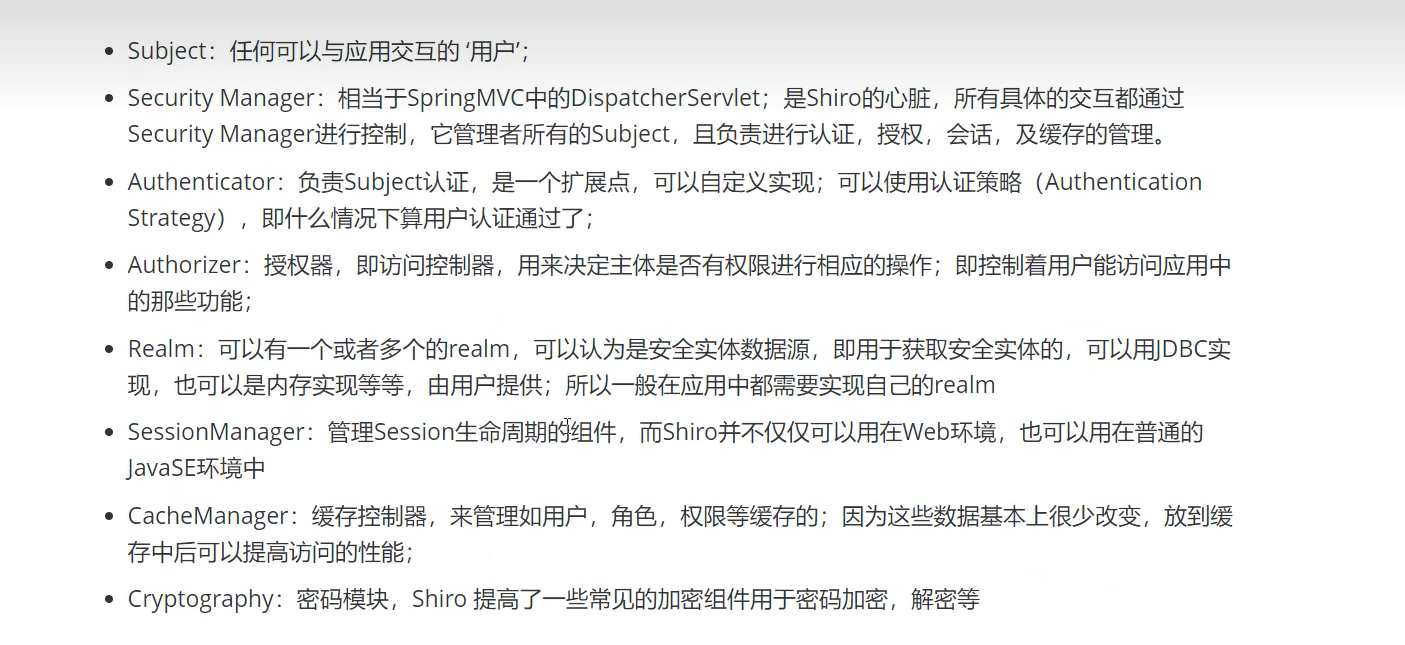 • Subject：任何可以与应用交互的 ‘用户’；
• Security Manager：相当于SpringMVC中的DispatcherServlet；是Shiro的心脏，所有具体的交互都通过
Security Manager进行控制，它管理者所有的Subject，且负责进行认证，授权，会话，及缓存的管理。
• Authenticator：负责Subject认证，是一个扩展点，可以自定义实现；可以使用认证策略（Authentication
Strategy），即什么情况下算用户认证通过了；
• Authorizer：授权器，即访问控制器，用来决定主体是否有权限进行相应的操作；即控制着用户能访问应用中
的那些功能；
• Realm：可以有一个或者多个的realm，可以认为是安全实体数据源，即用于获取安全实体的，可以用JDBC实
现，也可以是内存实现等等，由用户提供；所以一般在应用中都需要实现自己的realm
• SessionManager：管理Session生命周期的组件，而Shiro并不仅仅可以用在Web环境，也可以用在普通的
JavaSE环境中
• CacheManager：缓存控制器，来管理如用户，角色，权限等缓存的；因为这些数据基本上很少改变，放到缓
存中后可以提高访问的性能；
• Cryptography：密码模块，Shiro 提高了一些常见的加密组件用于密码加密，解密等